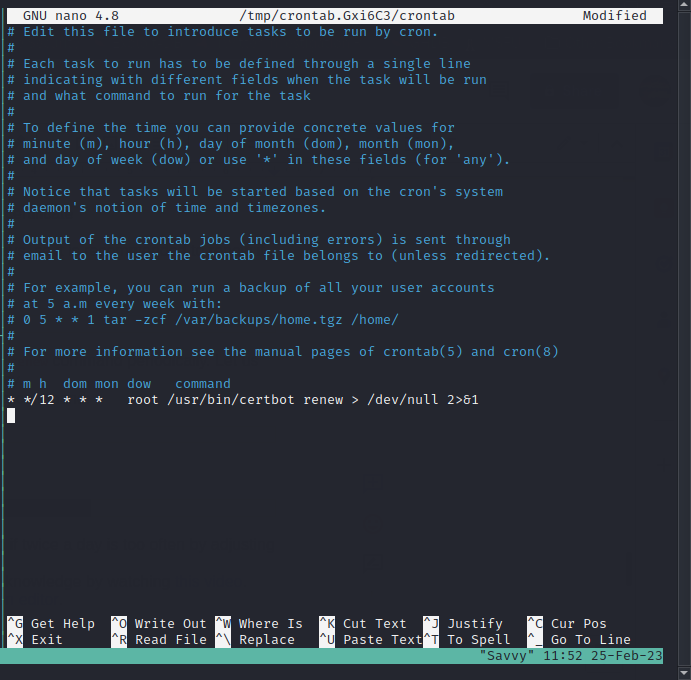 GNU nano 4.8 /tmp/crontab.Gxi6C3/crontab Modified
# Edit this file to introduce tasks to be run by cron.
#
# Each task to run has to be defined through a single line
# indicating with different fields when the task will be run
# and what command to run for the task
#
# To define the time you can provide concrete values for
# minute (m), hour (h), day of month (dom), month (mon),
# and day of week (dow) or use '*' in these fields (for 'any').
#
# Notice that tasks will be started based on the cron's system
# daemon's notion of time and timezones.
#
# Output of the crontab jobs (including errors) is sent through
# email to the user the crontab file belongs to (unless redirected).
#
# For example, you can run a backup of all your user accounts
# at 5 a.m every week with:
# 0 5 * * 1 tar -zcf /var/backups/home.tgz /home/
#
# For more information see the manual pages of crontab(5) and cron(8)
#
# m h  dom mon dow   command
* */12 * * *   root /usr/bin/certbot renew > /dev/null 2>&1
^G Get Help ^O Write Out ^W Where Is ^K Cut Text ^J Justify ^C Cur Pos
^X Exit ^R Read File ^\ Replace ^U Paste Text ^T To Spell ^_ Go To Line
"Savvy" 11:52 25-Feb-23